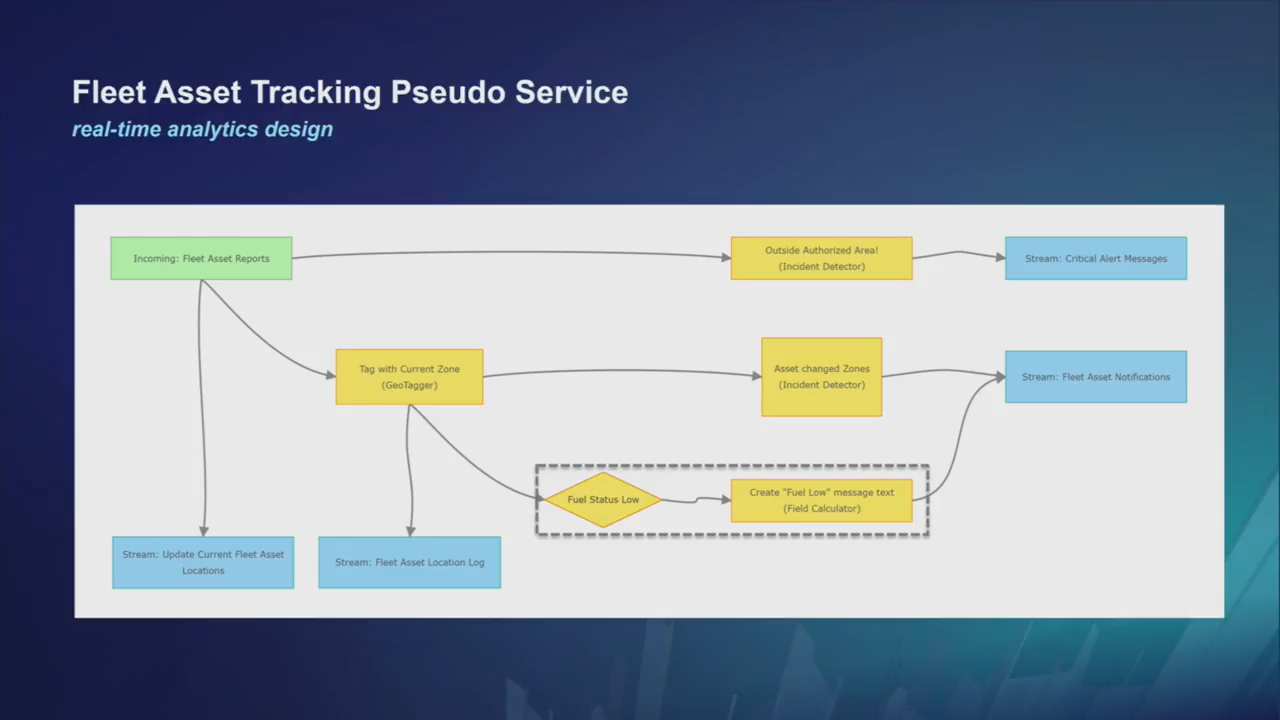 Fleet Asset Tracking Pseudo Service
real-time analytics design
Incoming: Fleet Asset Reports
Outside Authorized Area!
(Incident Detector)
Stream: Critical Alert Messages
Tag with Current Zone
(GeoTagger)
Asset changed Zones
(Incident Detector)
Stream: Fleet Asset Notifications
Fuel Status Low
Create "Fuel Low" message text
(Field Calculator)
Stream: Update Current Fleet Asset
Locations
Stream: Fleet Asset Location Log